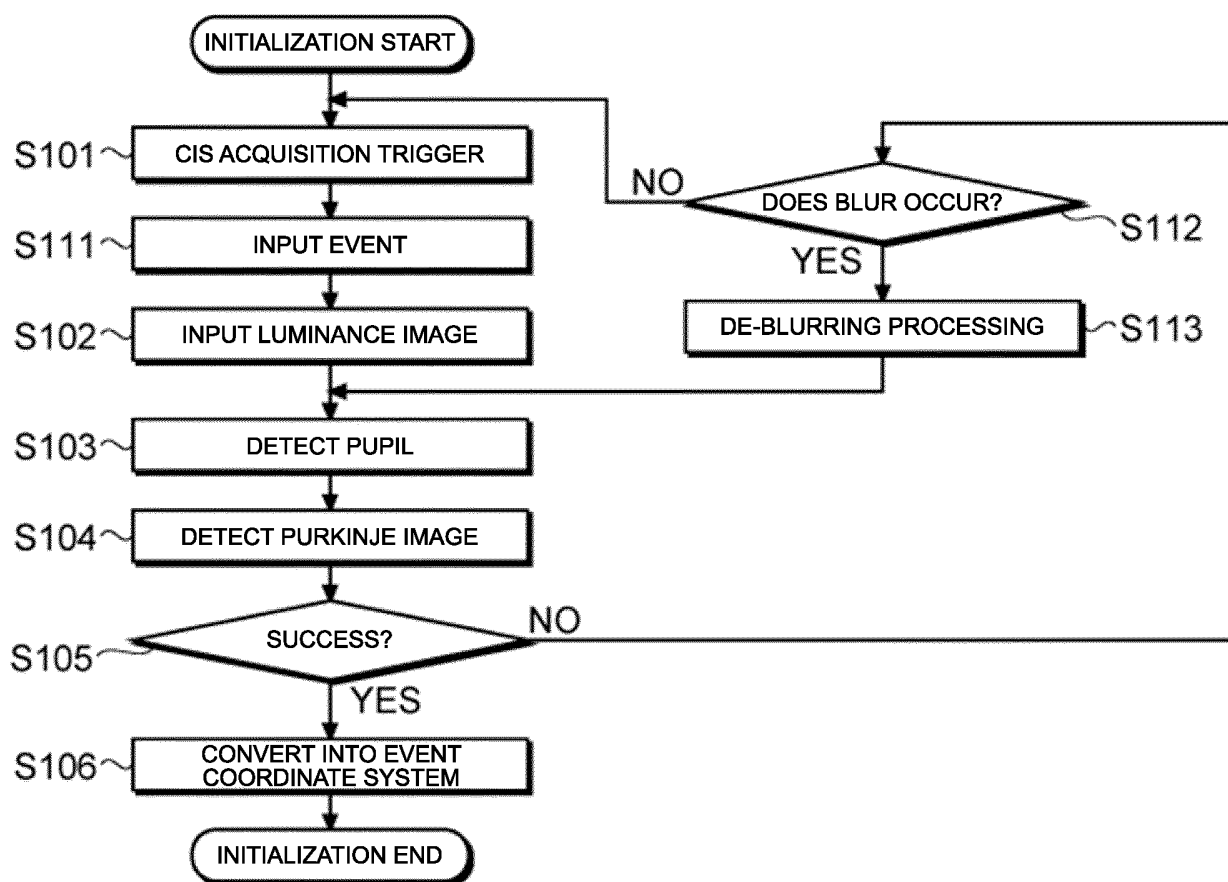 INITIALIZATION START
S101
CIS ACQUISITION TRIGGER
S111
INPUT EVENT
S102
INPUT LUMINANCE IMAGE
NO
DOES BLUR OCCUR?
S112
YES
DE-BLURRING PROCESSING
S113
S103
DETECT PUPIL
S104
DETECT PURKINJE IMAGE
S105
SUCCESS?
NO
YES
S106
CONVERT INTO EVENT
COORDINATE SYSTEM
INITIALIZATION END